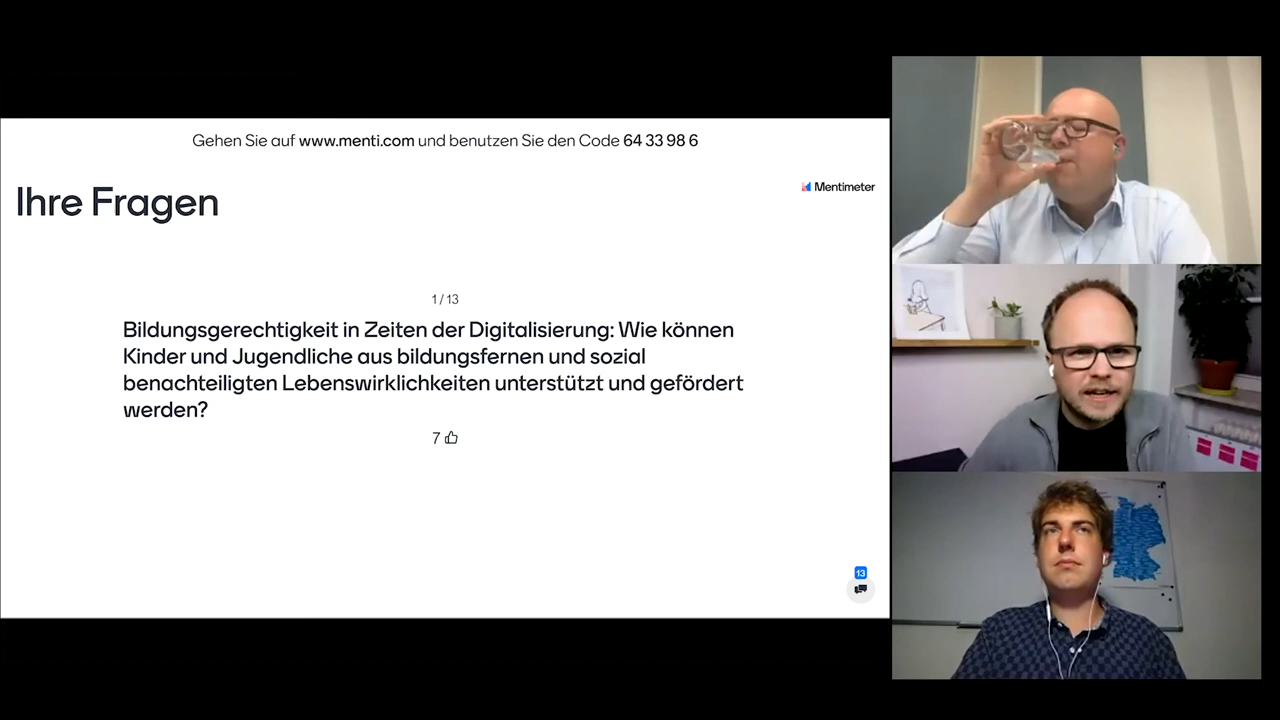 Gehen Sie auf www.menti.com und benutzen Sie den Code 64 33 98 6
Ihre Fragen
Mentimeter
1 / 13
Bildungsgerechtigkeit in Zeiten der Digitalisierung: Wie können
Kinder und Jugendliche aus bildungsfernen und sozial
benachteiligten Lebenswirklichkeiten unterstützt und gefördert
werden?
7
13